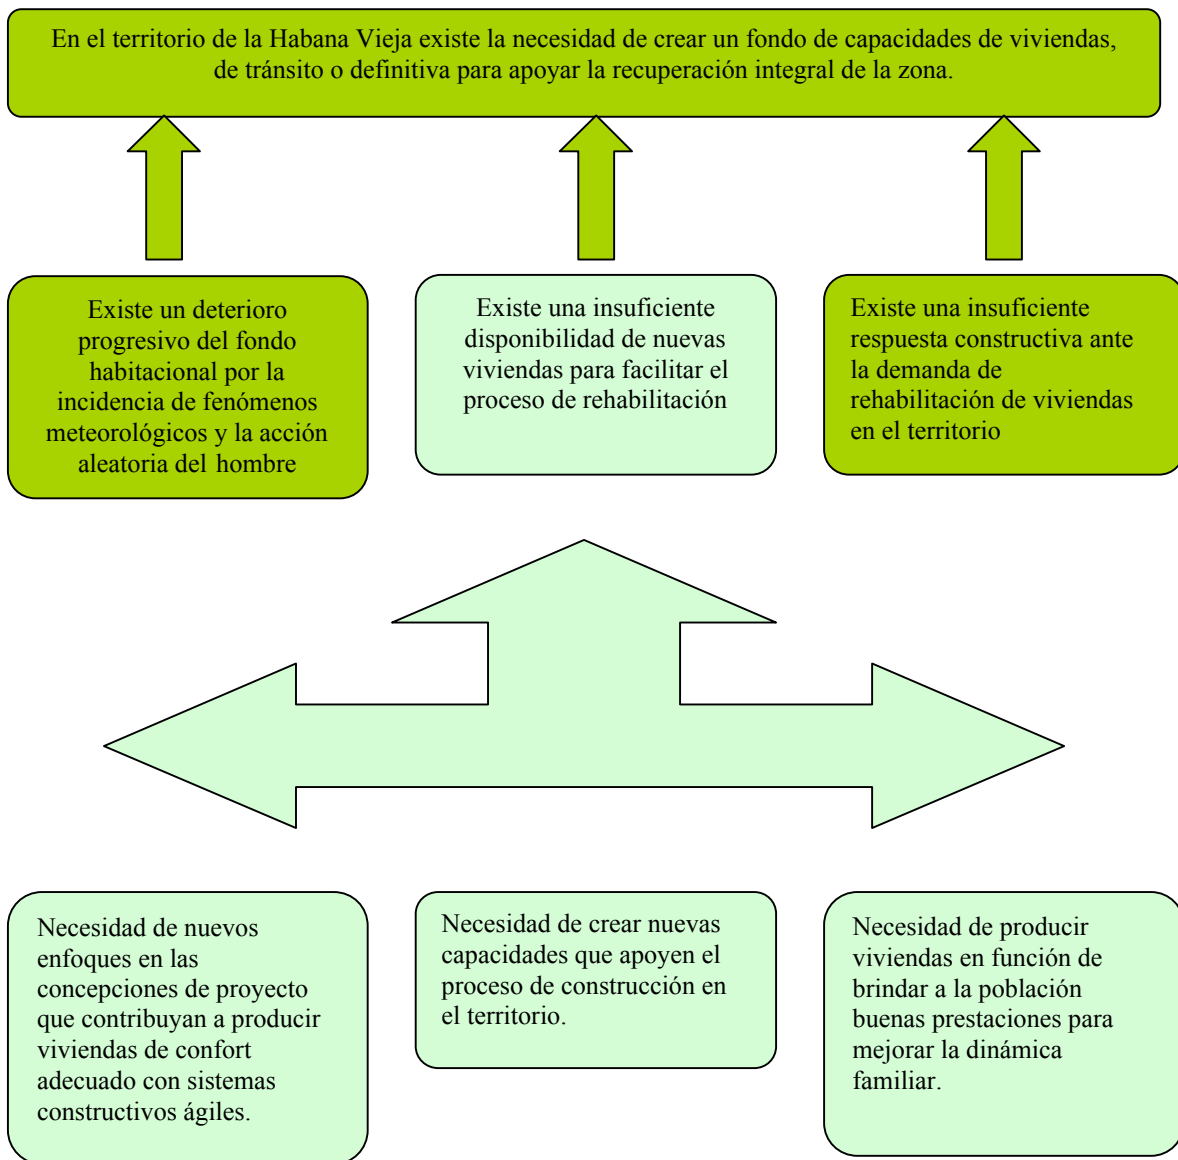 En el territorio de la Habana Vieja existe la necesidad de crear un fondo de capacidades de viviendas,
de tránsito o definitiva para apoyar la recuperación integral de la zona.
Existe un deterioro
progresivo del fondo
habitacional por la
incidencia de fenómenos
meteorológicos y la acción
aleatoria del hombre
Existe una insuficiente
disponibilidad de nuevas
viviendas para facilitar el
proceso de rehabilitación
Existe una insuficiente
respuesta constructiva ante
la demanda de
rehabilitación de viviendas
en el territorio
Necesidad de nuevos
enfoques en las
concepciones de proyecto
que contribuyan a producir
viviendas de confort
adecuado con sistemas
constructivos ágiles.
Necesidad de crear nuevas
capacidades que apoyen el
proceso de construcción en
el territorio.
Necesidad de producir
viviendas en función de
brindar a la población
buenas prestaciones para
mejorar la dinámica
familiar.